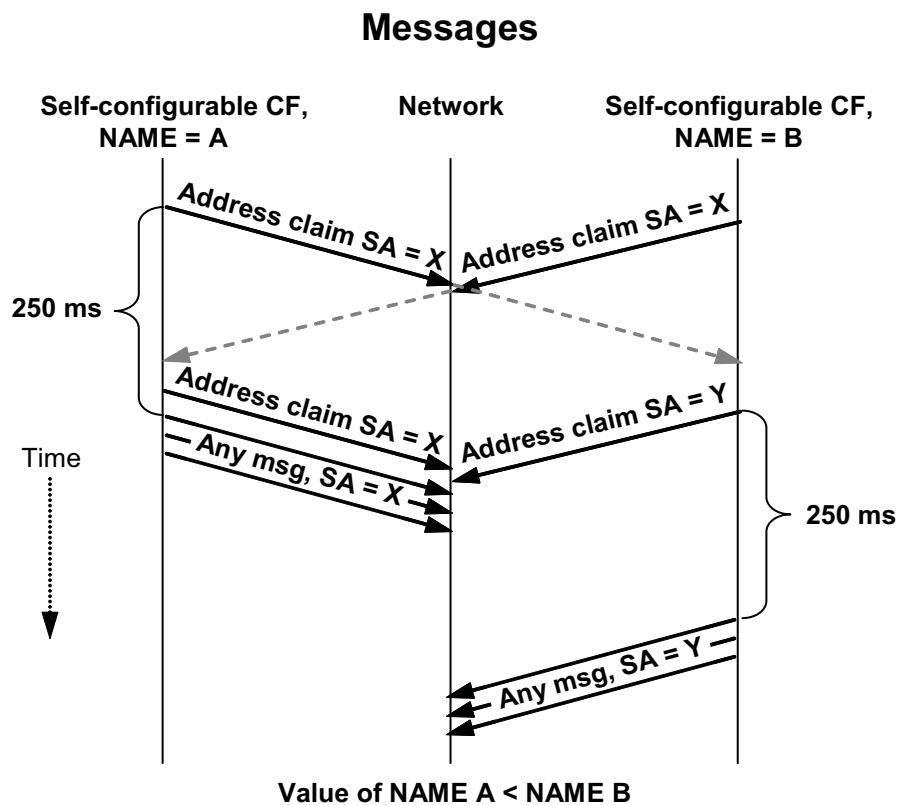 Messages
Self-configurable CF,
NAME = A
Network
Self-configurable CF,
NAME = B
Address claim SA = X
Address claim SA = X
250 ms
Address claim SA = X
Address claim SA = Y
Any msg, SA = X
Time
250 ms
Any msg, SA = Y
Value of NAME A < NAME B